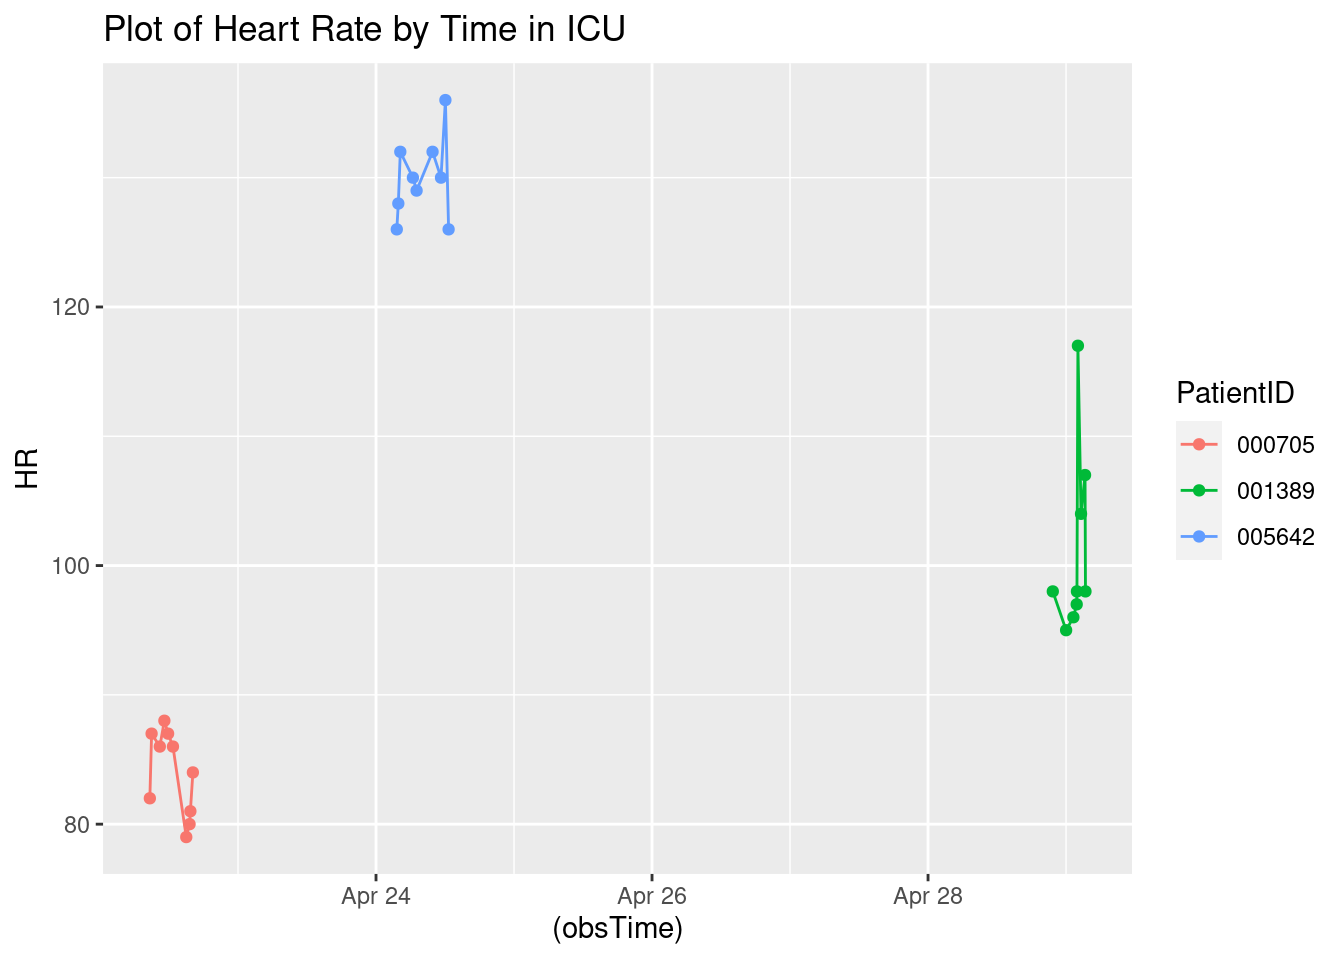 Plot of Heart Rate by Time in ICU
HR
120
100
80
Apr 24
Apr 26
Apr 28
(obsTime)
PatientID
000705
001389
005642